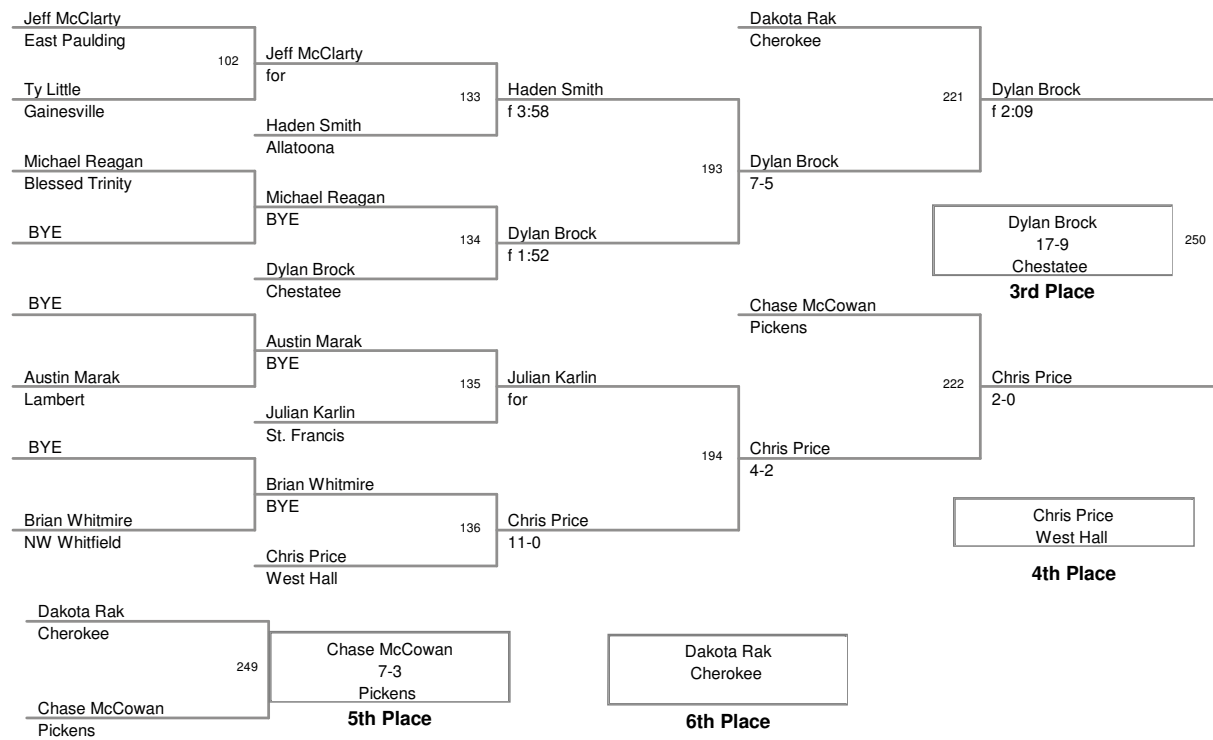 Jeff McClarty
East Paulding
102
Ty Little
Gainesville
Michael Reagan
Blessed Trinity
BYE
BYE
Austin Marak
Lambert
BYE
Brian Whitmire
NW Whitfield
Jeff McClarty
for
133
Haden Smith
Allatoona
Michael Reagan
BYE
134
Dylan Brock
Chestatee
Austin Marak
BYE
135
Julian Karlin
St. Francis
Brian Whitmire
BYE
136
Chris Price
West Hall
Haden Smith
f 3:58
193
Dylan Brock
f 1:52
Julian Karlin
for
194
Chris Price
11-0
Dakota Rak
Cherokee
221
Dylan Brock
7-5
Chase McCowan
Pickens
222
Chris Price
4-2
Dylan Brock
f 2:09
Dylan Brock
17-9
Chestatee
250
3rd Place
Chris Price
2-0
Chris Price
West Hall
4th Place
Dakota Rak
Cherokee
249
Chase McCowan
Pickens
Chase McCowan
7-3
Pickens
5th Place
Dakota Rak
Cherokee
6th Place